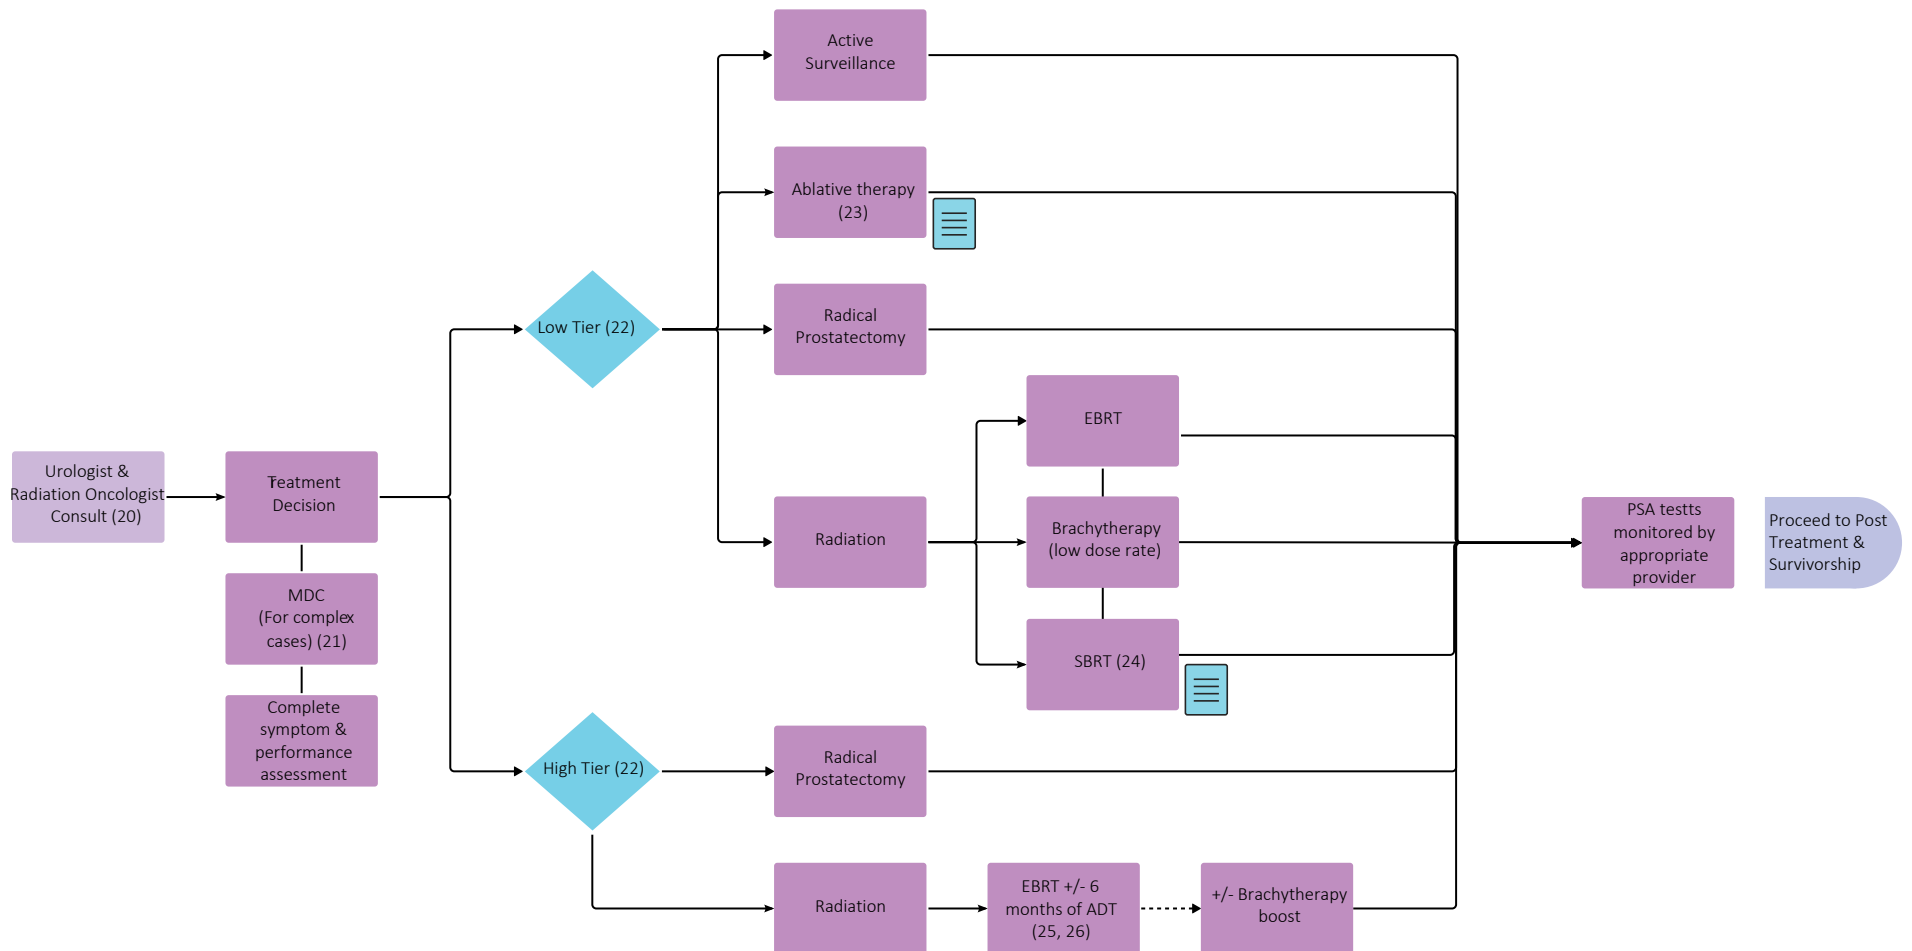 Urologist &
Radiation Oncologist
Consult (20)
Treatment
Decision
MDC
(For complex
cases) (21)
Complete
symptom &
performance
assessment
Low Tier (22)
High Tier (22)
Active
Surveillance
Ablative therapy
(23)
Radical
Prostatectomy
Radiation
EBRT
Brachytherapy
(low dose rate)
SBRT (24)
Radical
Prostatectomy
Radiation
EBRT +/- 6
months of ADT
(25, 26)
+/- Brachytherapy
boost
PSA testts
monitored by
appropriate
provider
Proceed to Post
Treatment &
Survivorship